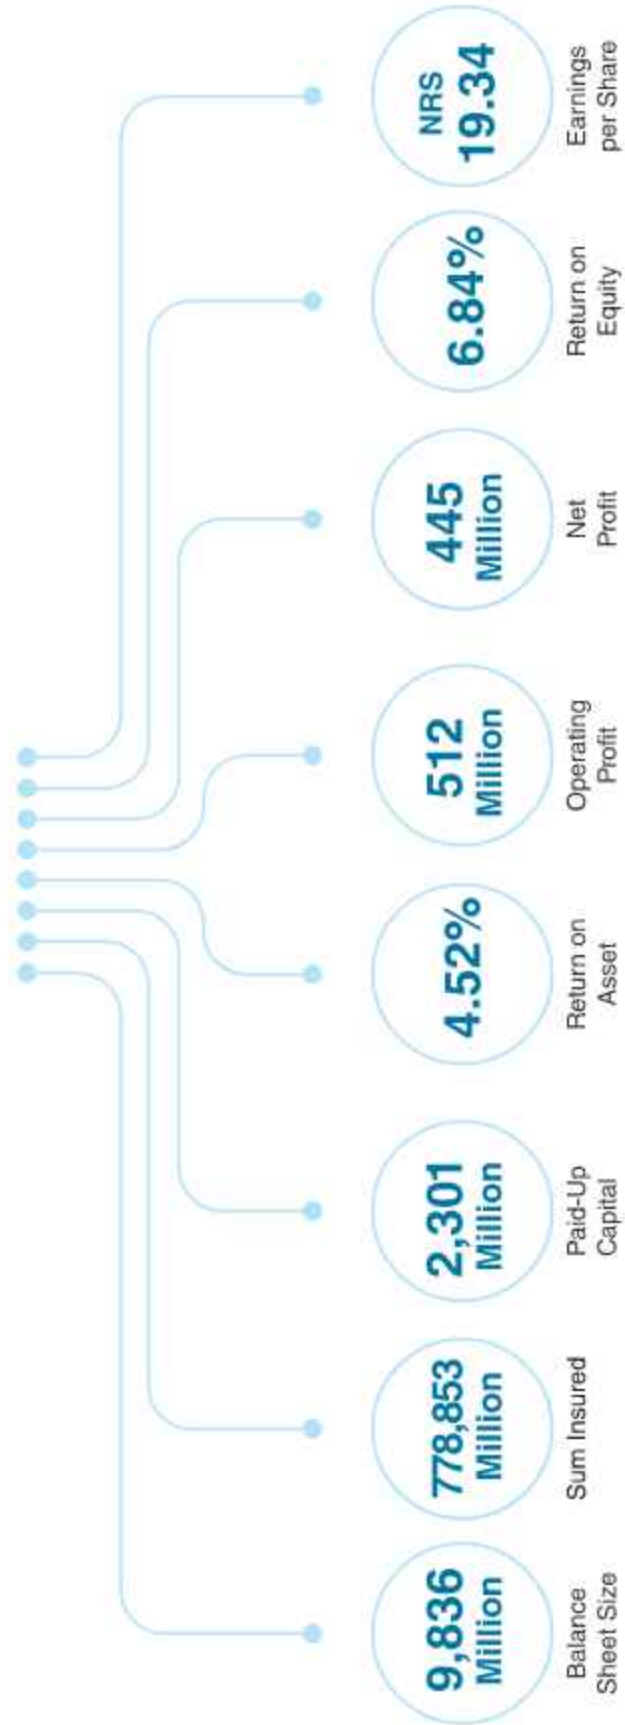 9,836
Million
Balance
Sheet Size
778,853
Million
Sum Insured
2,301
Million
Paid-Up
Capital
4.52%
Return on
Asset
512
Million
Operating
Profit
445
Million
Net
Profit
6.84%
Return on
Equity
NRS
19.34
Earnings
per Share